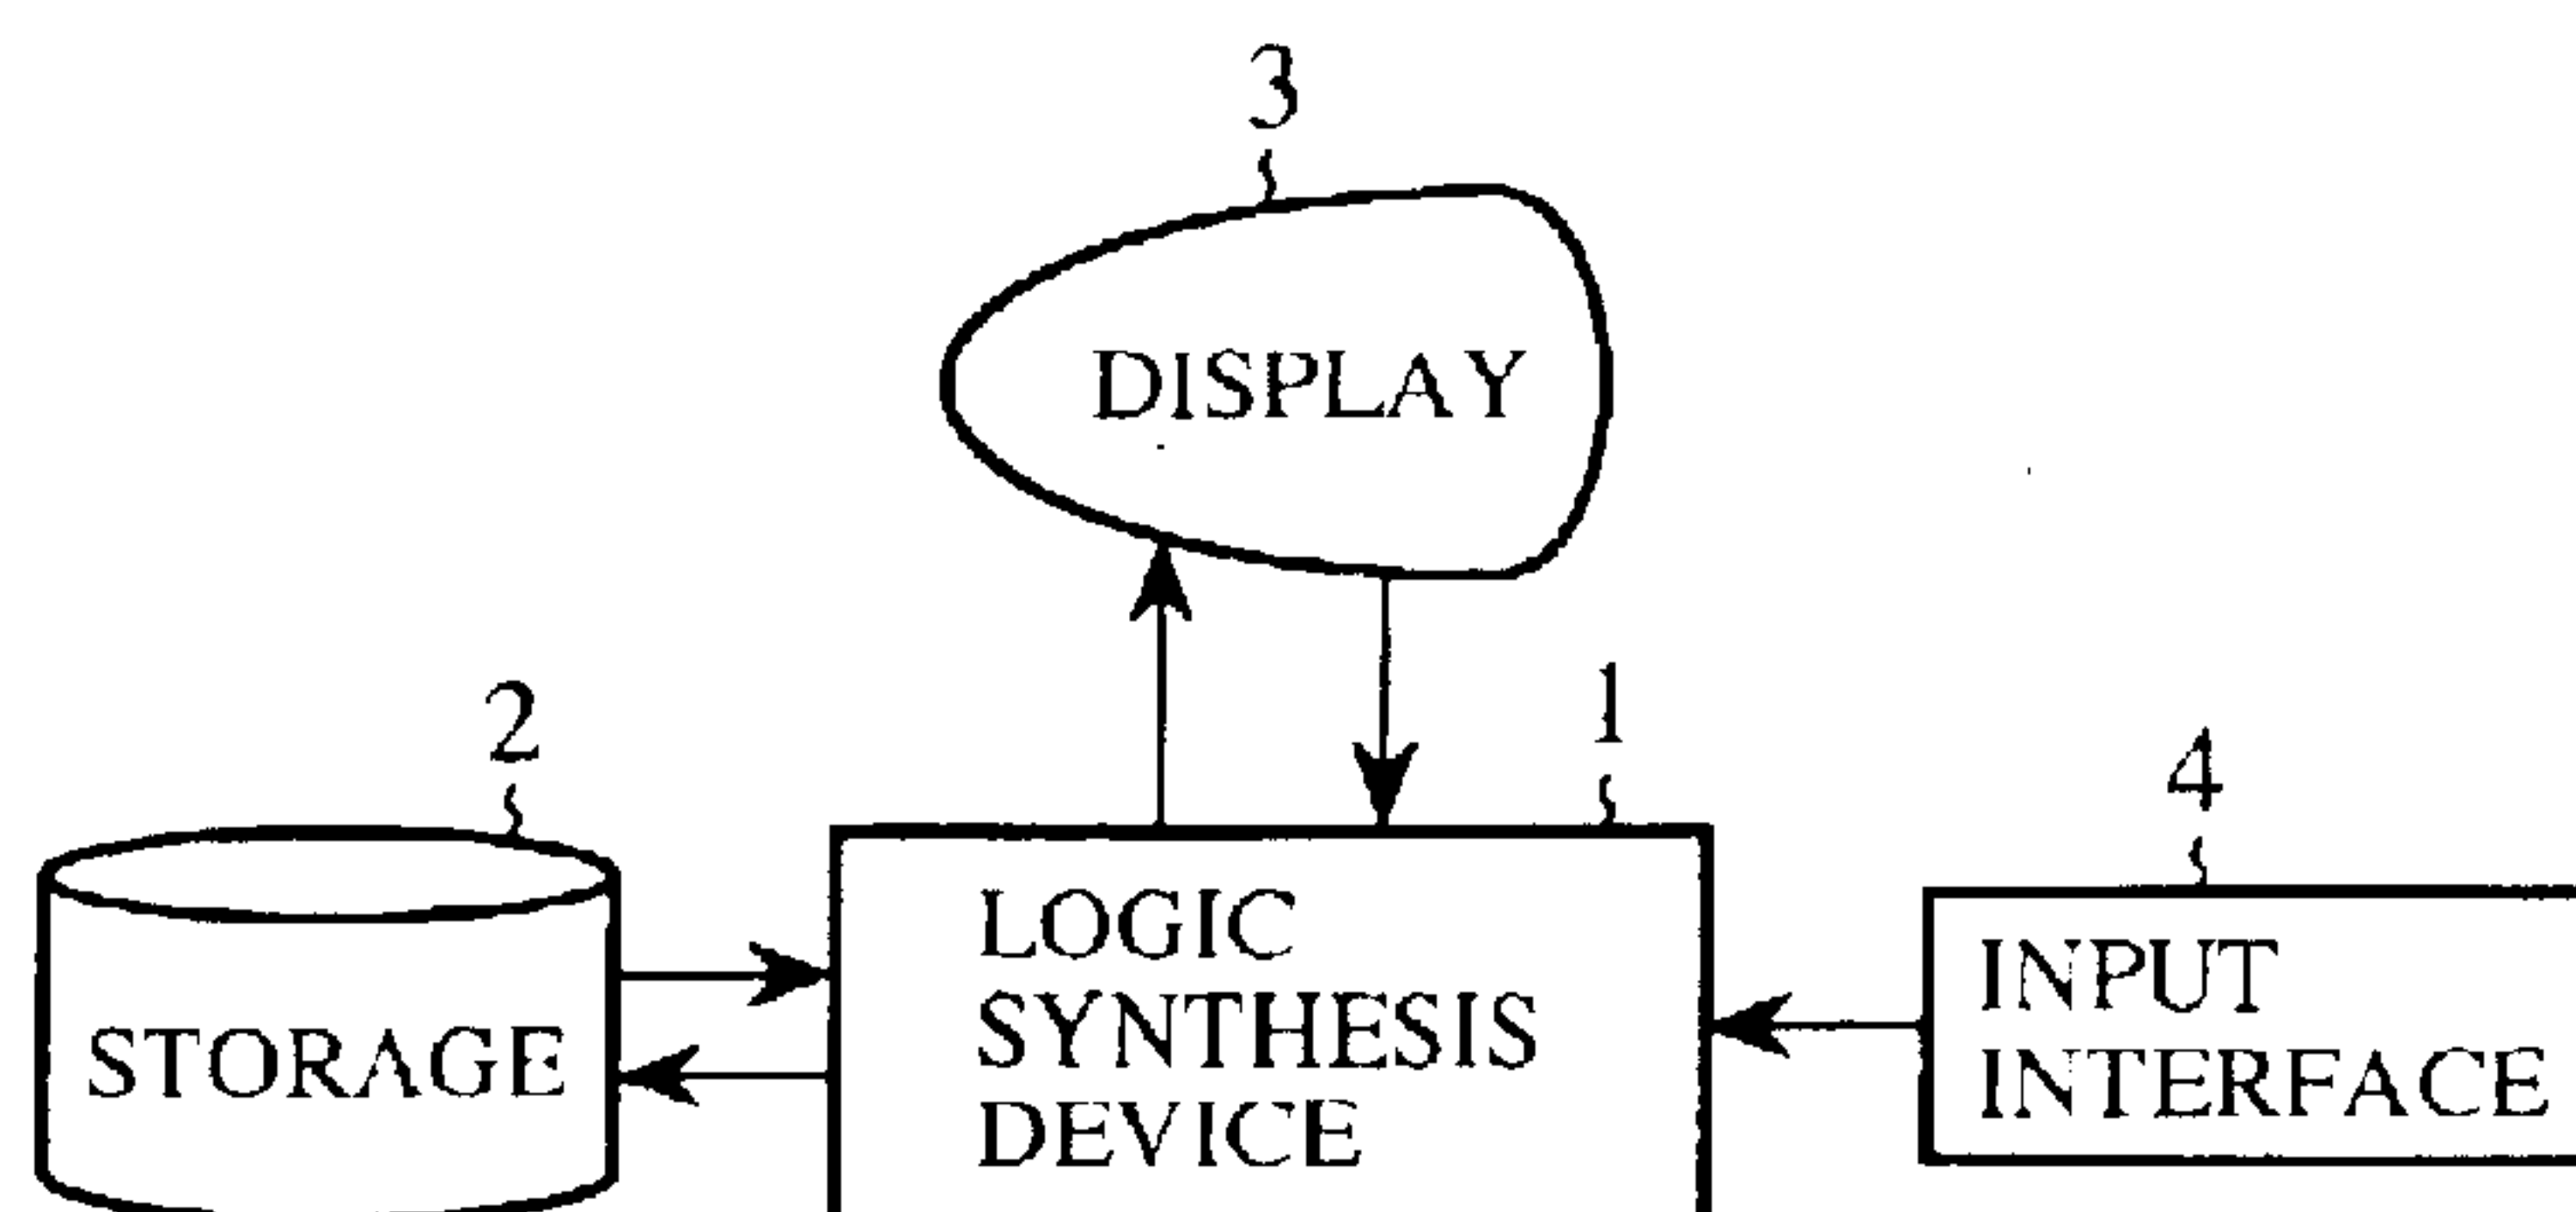 3
DISPLAY
2
1
4
LOGIC
SYNTHESIS
DEVICE
STORAGE
INPUT
INTERFACE